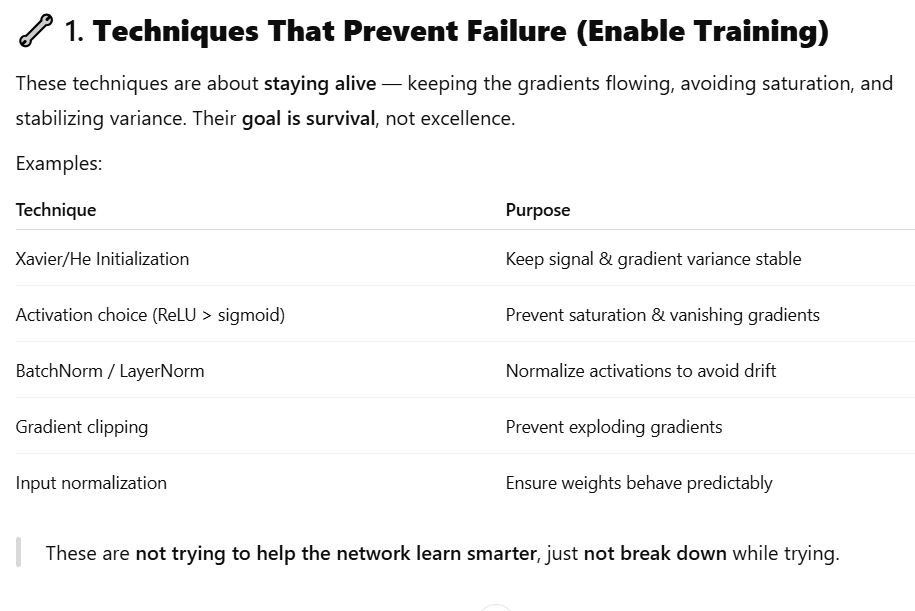 🔧 1. Techniques That Prevent Failure (Enable Training)
These techniques are about staying alive — keeping the gradients flowing, avoiding saturation, and
stabilizing variance. Their goal is survival, not excellence.
Examples:
Technique Purpose
Xavier/He Initialization Keep signal & gradient variance stable
Activation choice (ReLU > sigmoid) Prevent saturation & vanishing gradients
BatchNorm / LayerNorm Normalize activations to avoid drift
Gradient clipping Prevent exploding gradients
Input normalization Ensure weights behave predictably
These are not trying to help the network learn smarter, just not break down while trying.